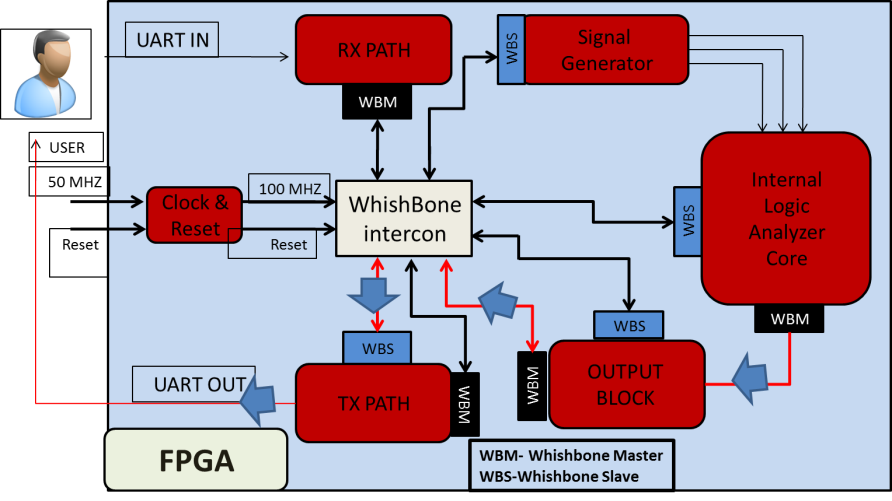 UART IN
RX PATH
WBM
WBS
Signal
Generator
USER
50 MHZ
Reset
Clock &
Reset
100 MHZ
Reset
WhishBone
intercon
WBS
Internal
Logic
Analyzer
Core
WBM
WBS
OUTPUT
BLOCK
WBM
WBS
TX PATH
WBM
UART OUT
FPGA
WBM- Whishbone Master
WBS-Whishbone Slave